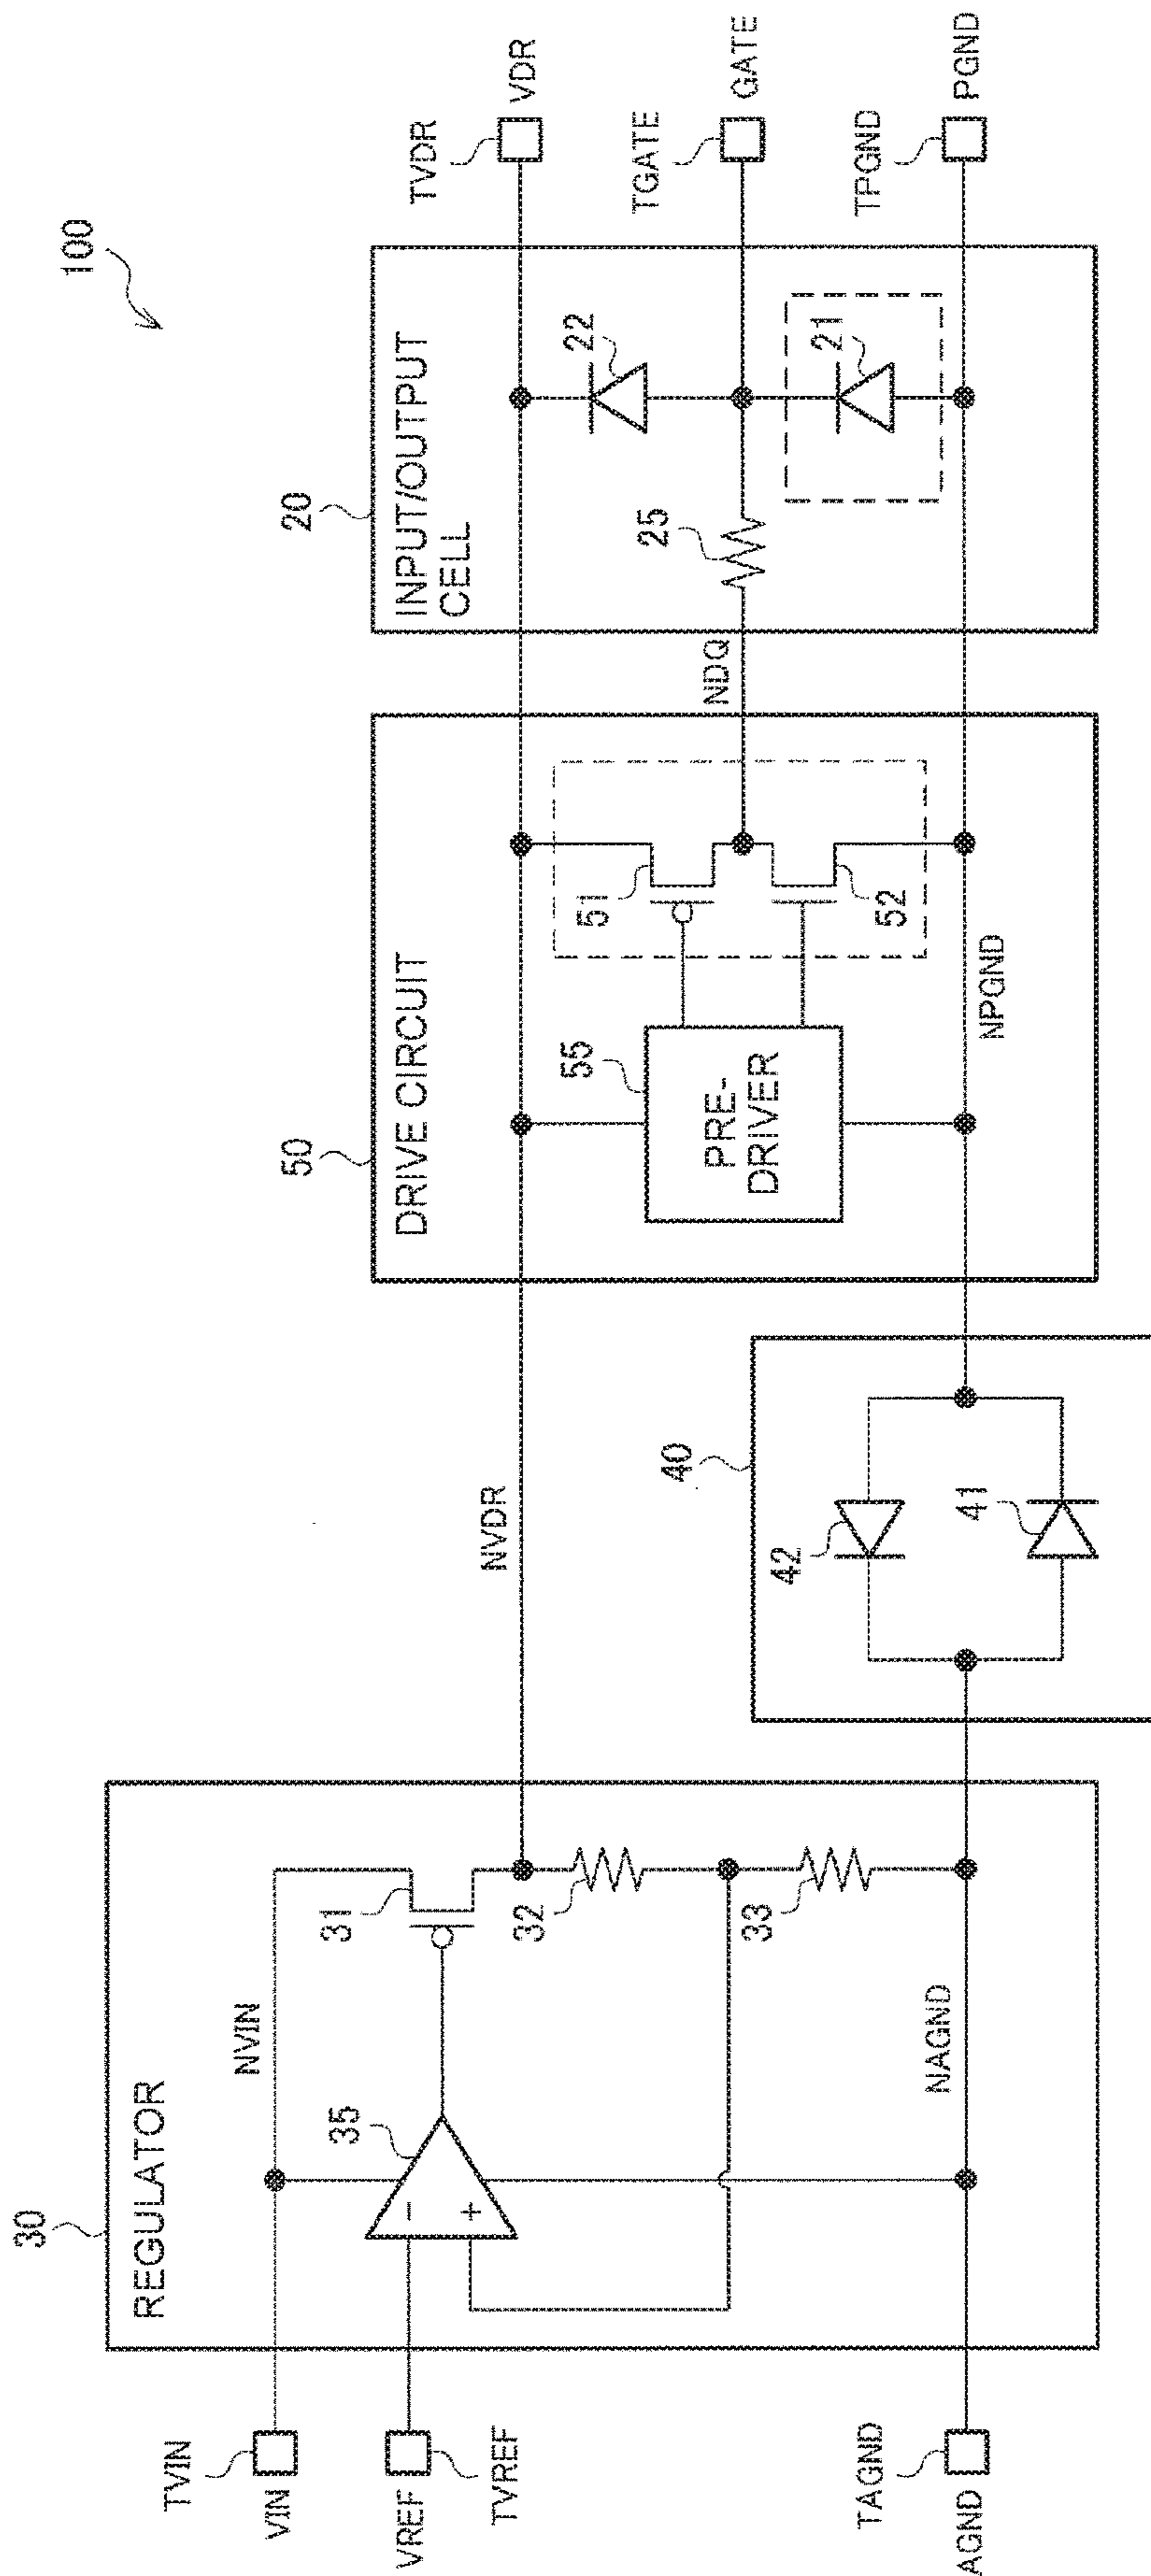 100
30
REGULATOR
TVIN
VIN
NVIN
VREF
TVREF
35
-
+
31
32
33
NAGND
TAGND
AGND
NVDR
40
42
41
50
DRIVE CIRCUIT
55
PRE-
DRIVER
51
52
NPGND
NDQ
20
INPUT/OUTPUT
CELL
25
22
21
TVDR
VDR
TGATE
GATE
TPGND
PGND